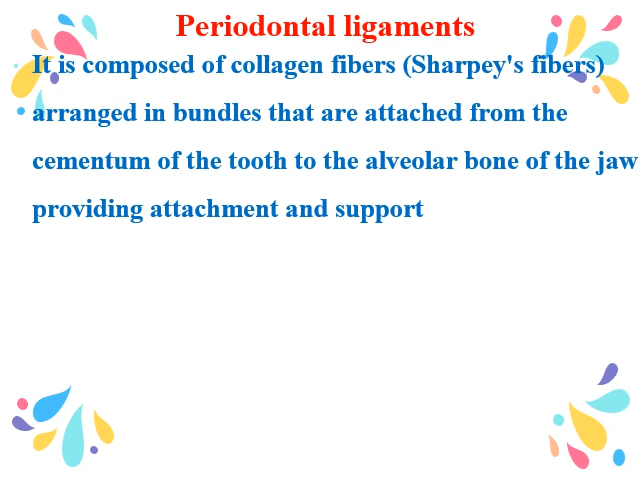 Periodontal ligaments
It is composed of collagen fibers (Sharpey's fibers)
• arranged in bundles that are attached from the
cementum of the tooth to the alveolar bone of the jaw
providing attachment and support